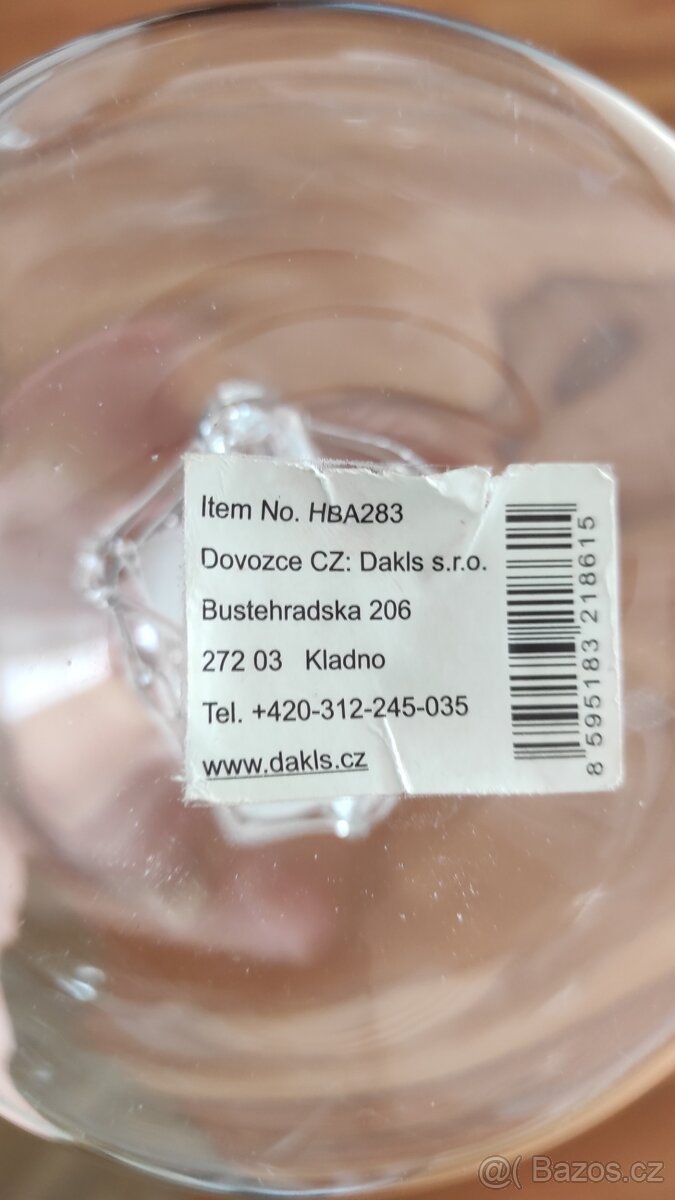 Item No. HBA283
Dovozce CZ: Dakls s.r.o.
Bustehradska 206
272 03 Kladno
Tel. +420-312-245-035
www.dakls.cz
8 595183 218615
@( Bazos.cz